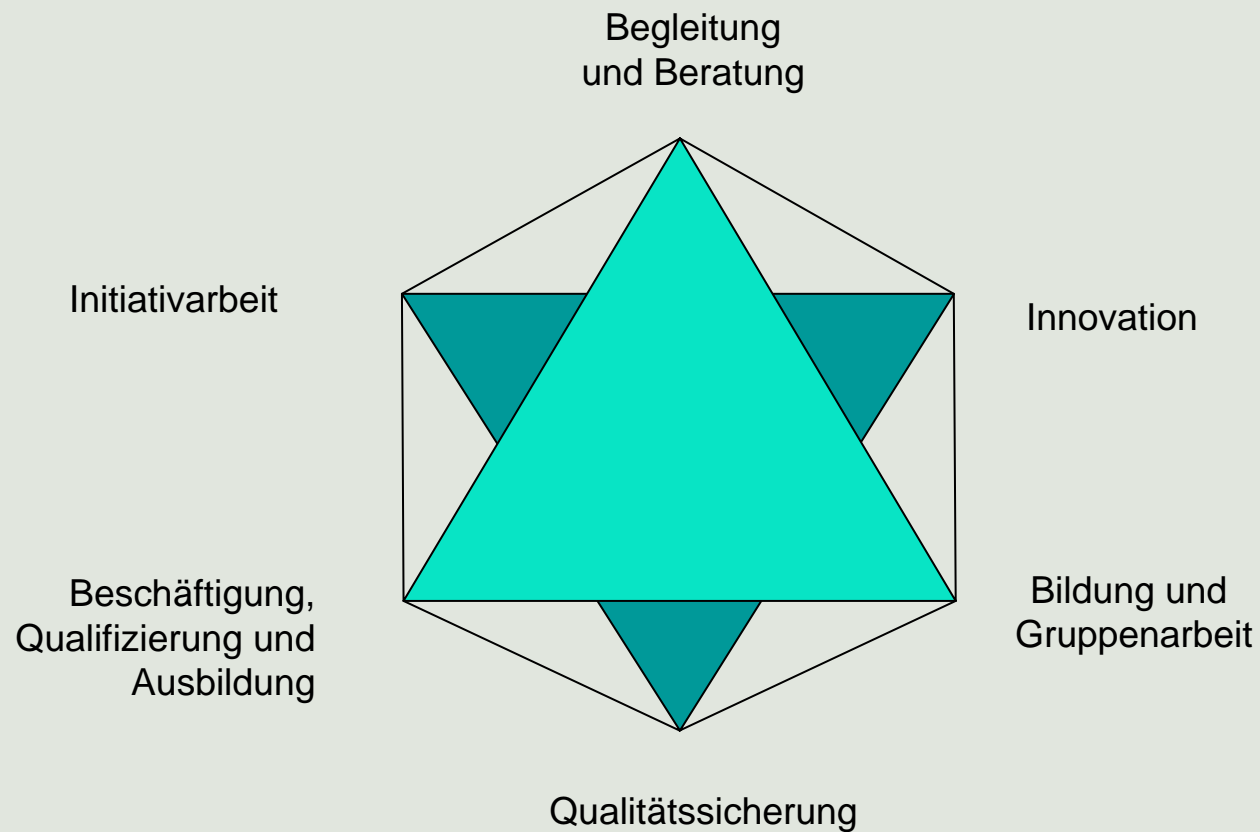 Begleitung
und Beratung
Initiativarbeit
Innovation
Beschäftigung,
Qualifizierung und
Ausbildung
Bildung und
Gruppenarbeit
Qualitätssicherung